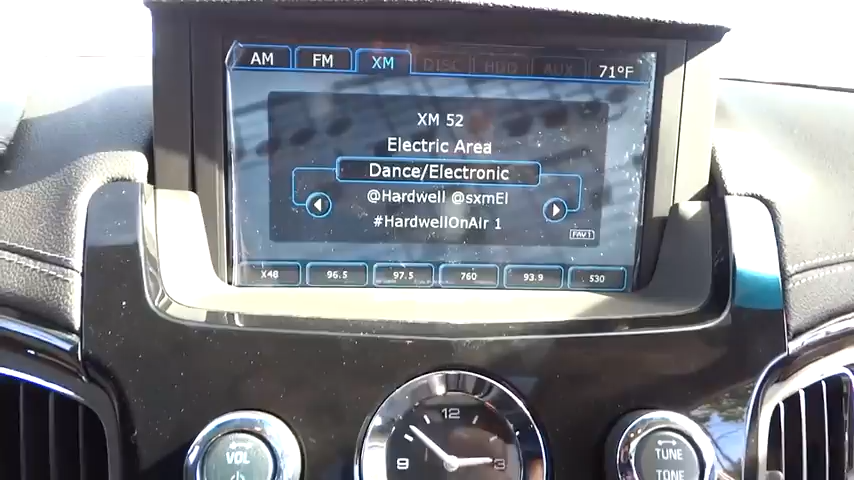 AM FM XM DISC HDD AUX 71°F
XM 52
Electric Area
Dance/Electronic
@Hardwell @sxmEl
#HardwellOnAir 1
FAV1
X48 96.5 97.5 760 93.9 530
12
9 3
VOL
TUNE
TONE